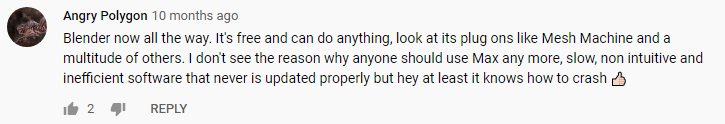 Angry Polygon 10 months ago
Blender now all the way. It's free and can do anything, look at its plug ons like Mesh Machine and a
multitude of others. I don't see the reason why anyone should use Max any more, slow, non intuitive and
inefficient software that never is updated properly but hey at least it knows how to crash 👍🏻
2 REPLY